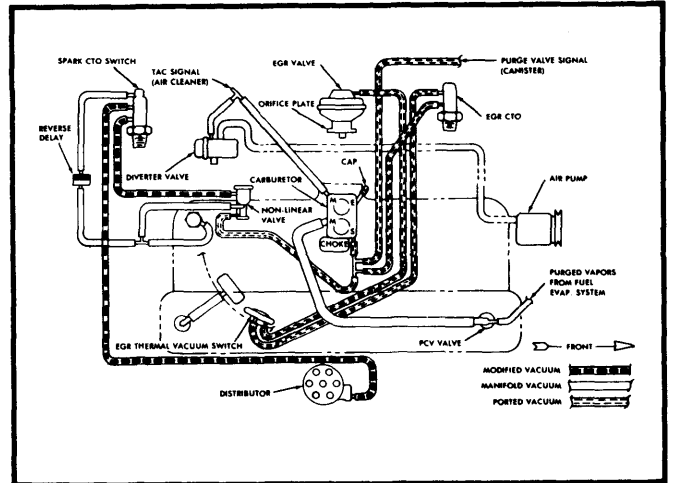 SPARK CTO SWITCH
TAC SIGNAL
(AIR CLEANER)
EGR VALVE
PURGE VALVE SIGNAL
(CANISTER)
ORIFICE PLATE
EGR CTO
REVERSE
DELAY
DIVERTER VALVE
CAP
CARBURETOR
AIR PUMP
M E
NON-LINEAR
VALVE
M
S
CHOKE
PURGED VAPORS
FROM FUEL
EVAP. SYSTEM
EGR THERMAL VACUUM SWITCH
PCV VALVE
FRONT
MODIFIED VACUUM
MANIFOLD VACUUM
PORTED VACUUM
DISTRIBUTOR